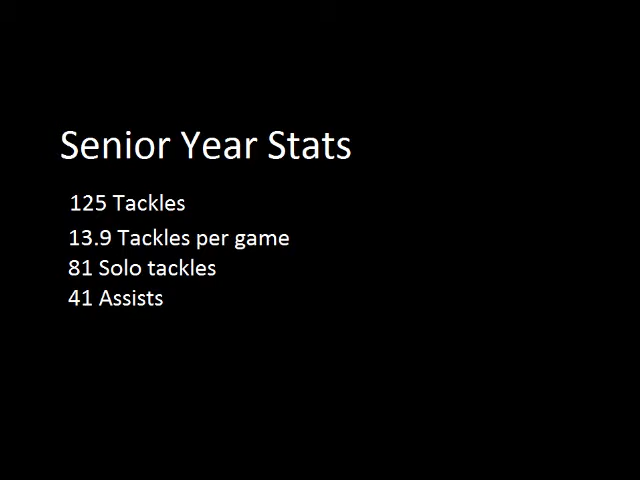 Senior Year Stats
125 Tackles
13.9 Tackles per game
81 Solo tackles
41 Assists